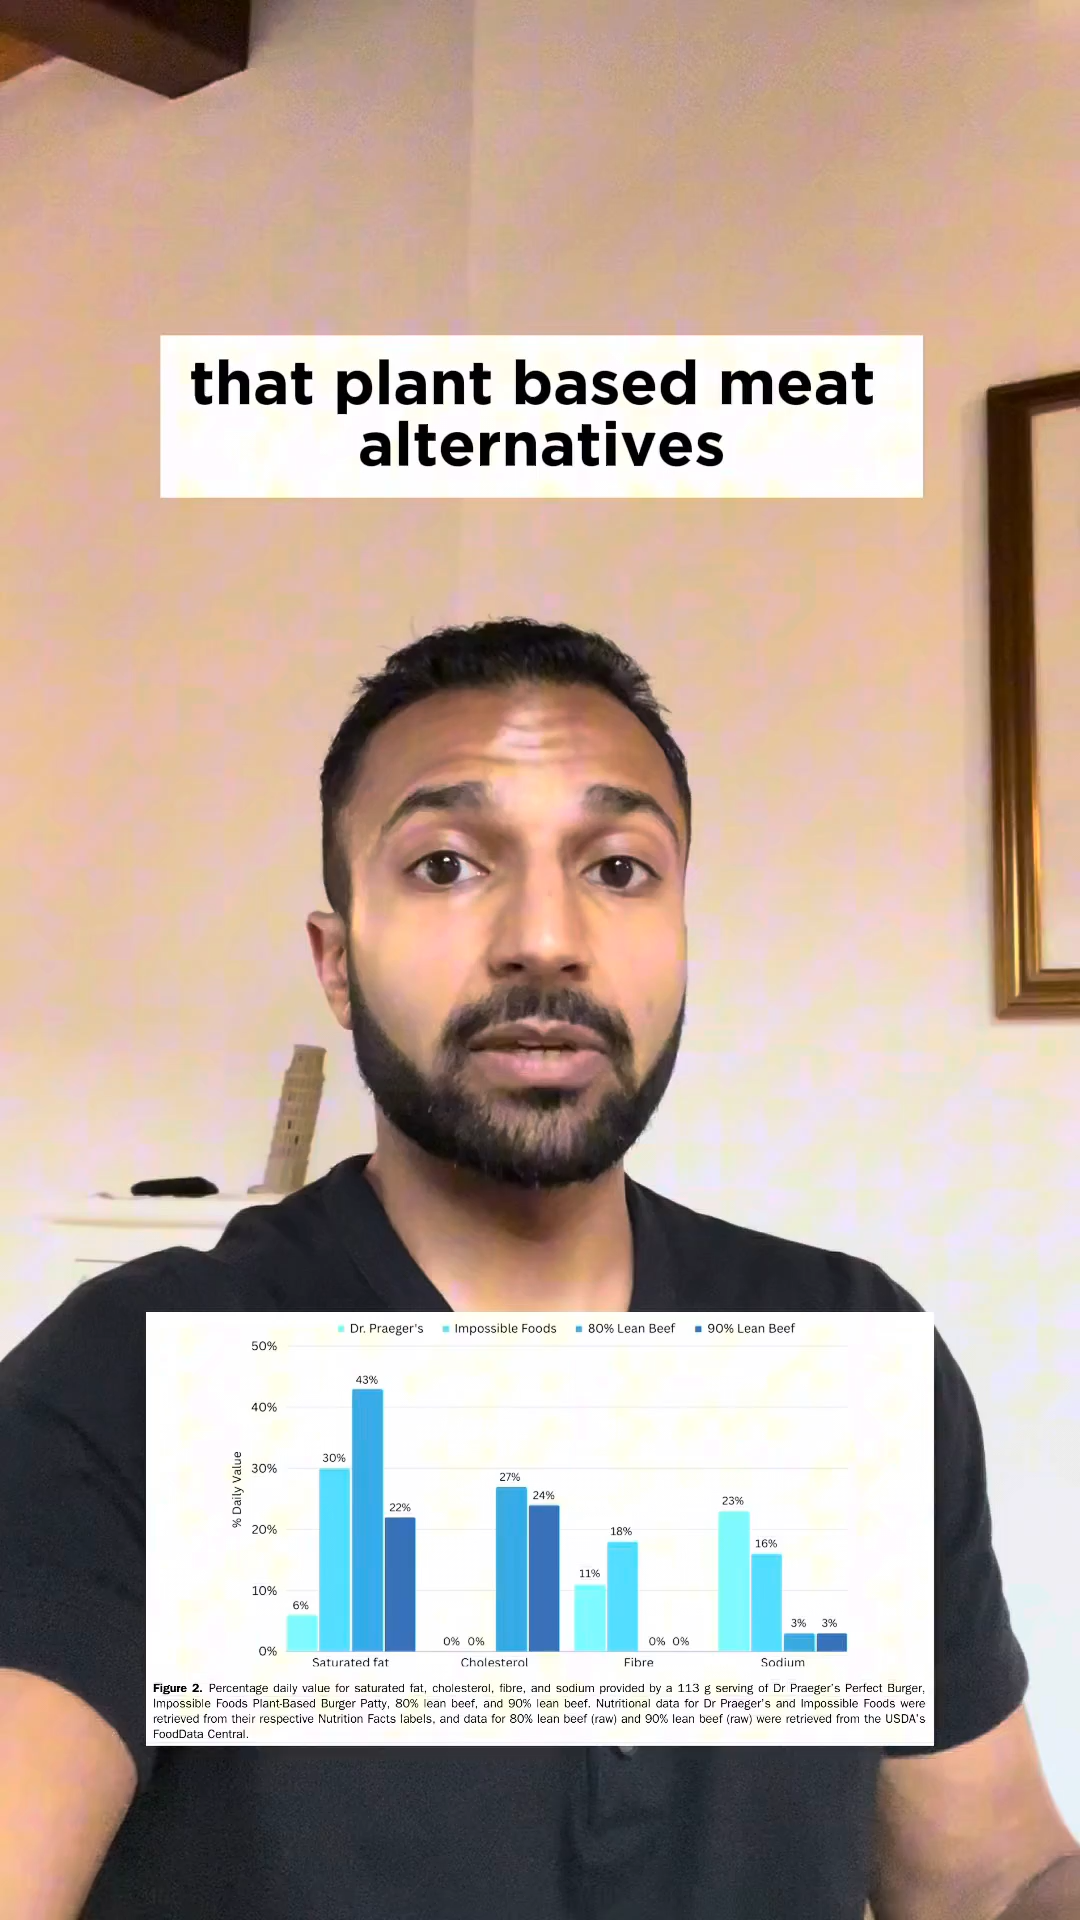 that plant based meat
alternatives
Dr. Praeger's Impossible Foods 80% Lean Beef 90% Lean Beef
50%
40%
30%
20%
10%
0%
% Daily Value
6% 30% 43% 22%
0% 0% 27% 24%
11% 18% 0% 0%
23% 16% 3% 3%
Saturated fat Cholesterol Fibre Sodium
Figure 2. Percentage daily value for saturated fat, cholesterol, fibre, and sodium provided by a 113 g serving of Dr Praeger's Perfect Burger,
Impossible Foods Plant-Based Burger Patty, 80% lean beef, and 90% lean beef. Nutritional data for Dr Praeger's and Impossible Foods were
retrieved from their respective Nutrition Facts labels, and data for 80% lean beef (raw) and 90% lean beef (raw) were retrieved from the USDA's
FoodData Central.